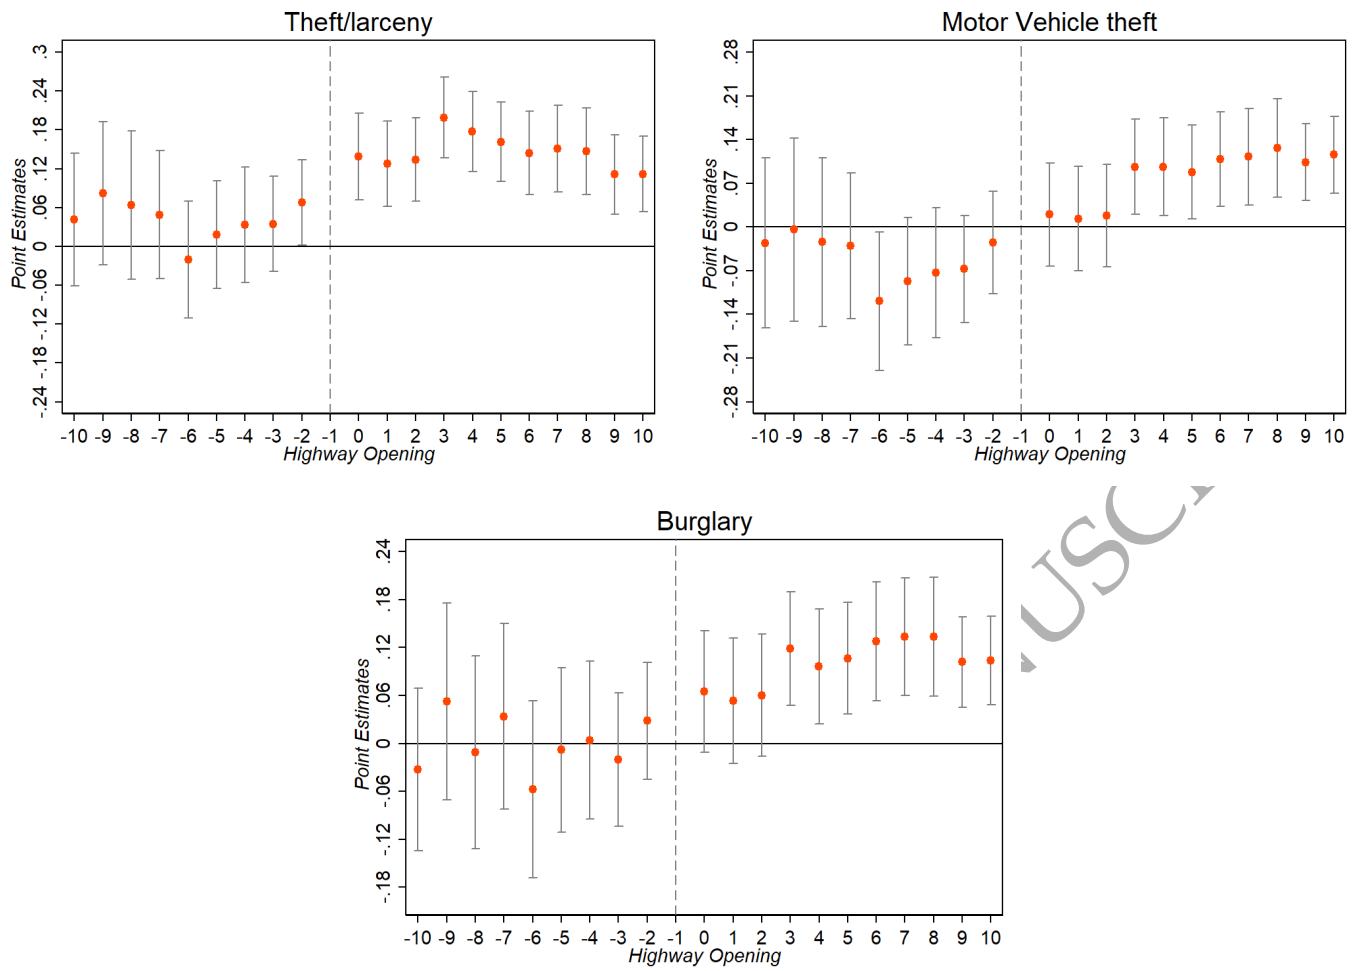 Theft/larceny
Point Estimates
.3
.24
.18
.12
.06
0
-.06
-.12
-.18
-.24
-10 -9 -8 -7 -6 -5 -4 -3 -2 -1 0 1 2 3 4 5 6 7 8 9 10
Highway Opening
Motor Vehicle theft
Point Estimates
.28
.21
.14
.07
0
-.07
-.14
-.21
-.28
-10 -9 -8 -7 -6 -5 -4 -3 -2 -1 0 1 2 3 4 5 6 7 8 9 10
Highway Opening
Burglary
Point Estimates
.24
.18
.12
.06
0
-.06
-.12
-.18
-10 -9 -8 -7 -6 -5 -4 -3 -2 -1 0 1 2 3 4 5 6 7 8 9 10
Highway Opening